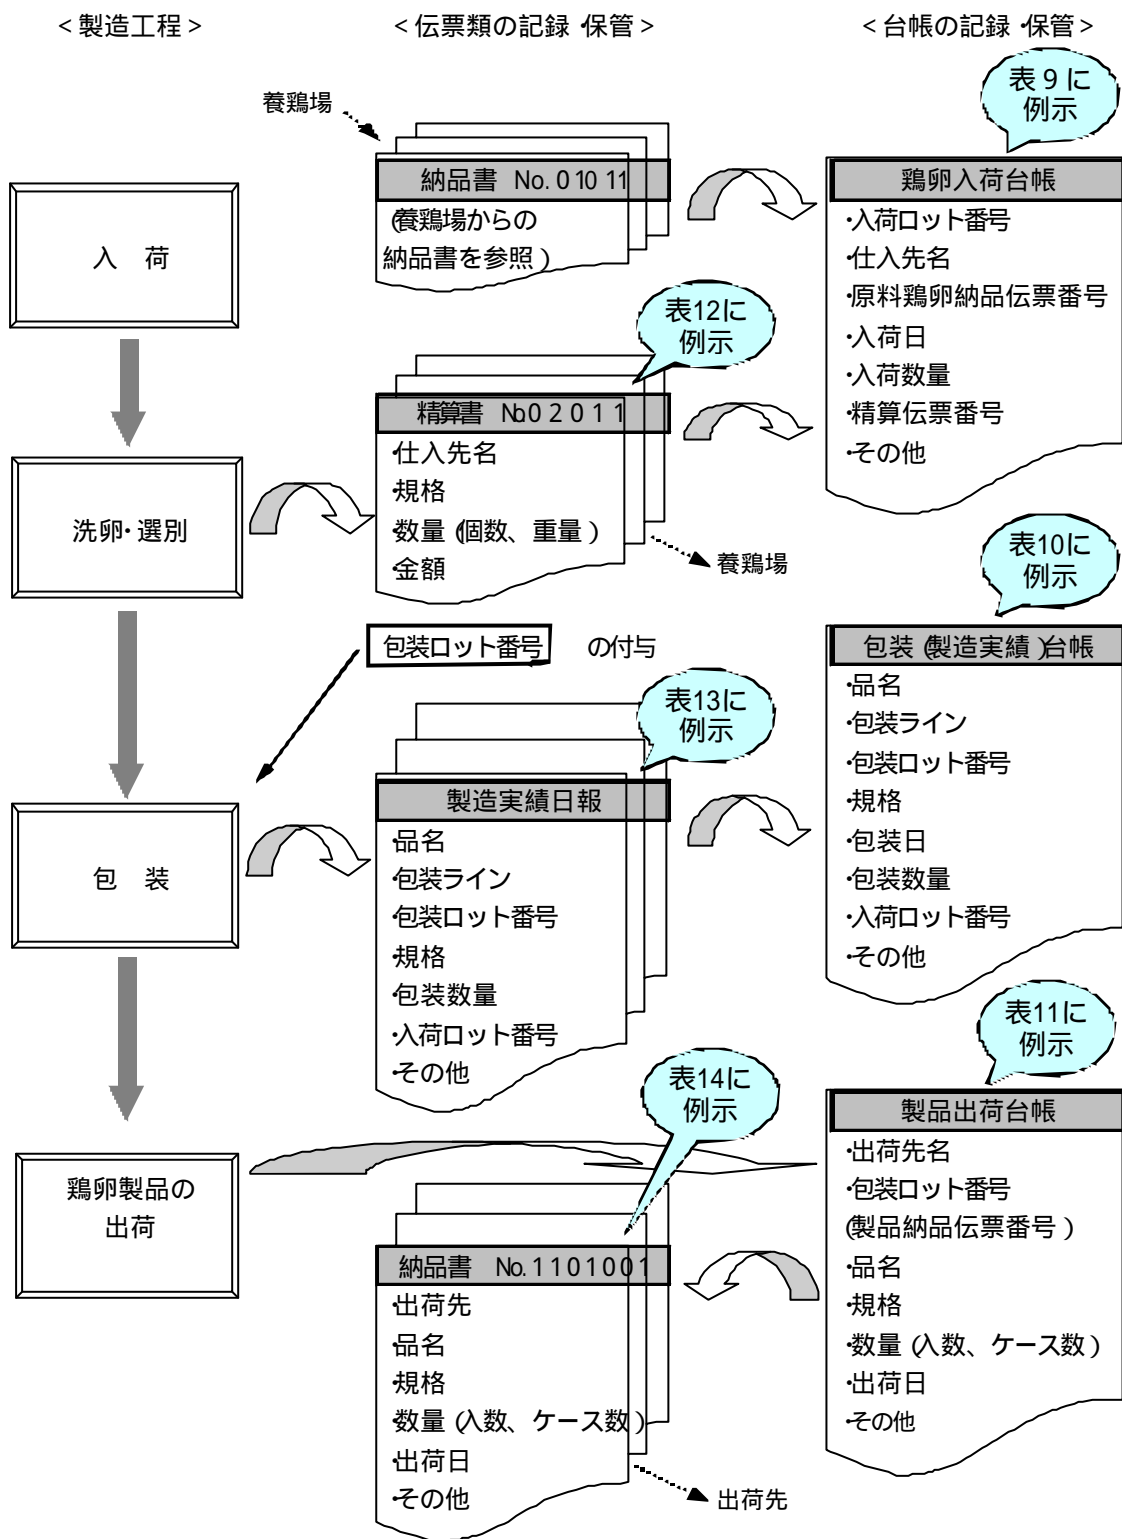 <製造工程>
<伝票類の記録・保管>
<台帳の記録・保管>
表9に
例示
養鶏場
納品書 No.01011
(養鶏場からの
納品書を参照)
鶏卵入荷台帳
・入荷ロット番号
・仕入先名
・原料鶏卵納品伝票番号
・入荷日
・入荷数量
・精算伝票番号
・その他
入 荷
表12に
例示
精算書 No02011
・仕入先名
・規格
・数量(個数、重量)
・金額
養鶏場
洗卵・選別
表10に
例示
包装ロット番号 の付与
包装(製造実績)台帳
・品名
・包装ライン
・包装ロット番号
・規格
・包装日
・包装数量
・入荷ロット番号
・その他
表13に
例示
製造実績日報
・品名
・包装ライン
・包装ロット番号
・規格
・包装数量
・入荷ロット番号
・その他
包 装
表11に
例示
表14に
例示
製品出荷台帳
・出荷先名
・包装ロット番号
(製品納品伝票番号)
・品名
・規格
・数量(入数、ケース数)
・出荷日
・その他
鶏卵製品の
出荷
納品書 No.1101001
・出荷先
・品名
・規格
・数量(入数、ケース数)
・出荷日
・その他
出荷先